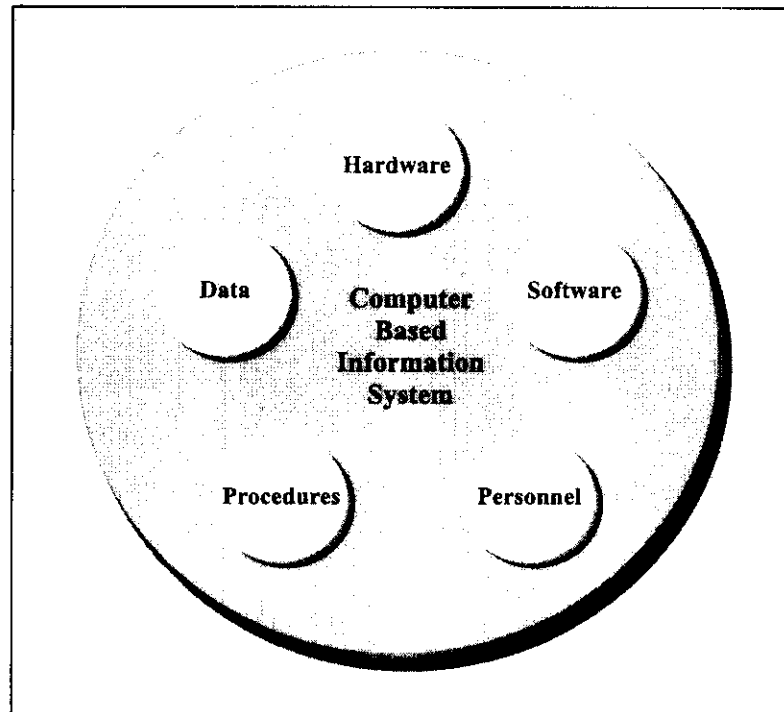 Hardware
Data
Software
Computer
Based
Information
System
Procedures
Personnel